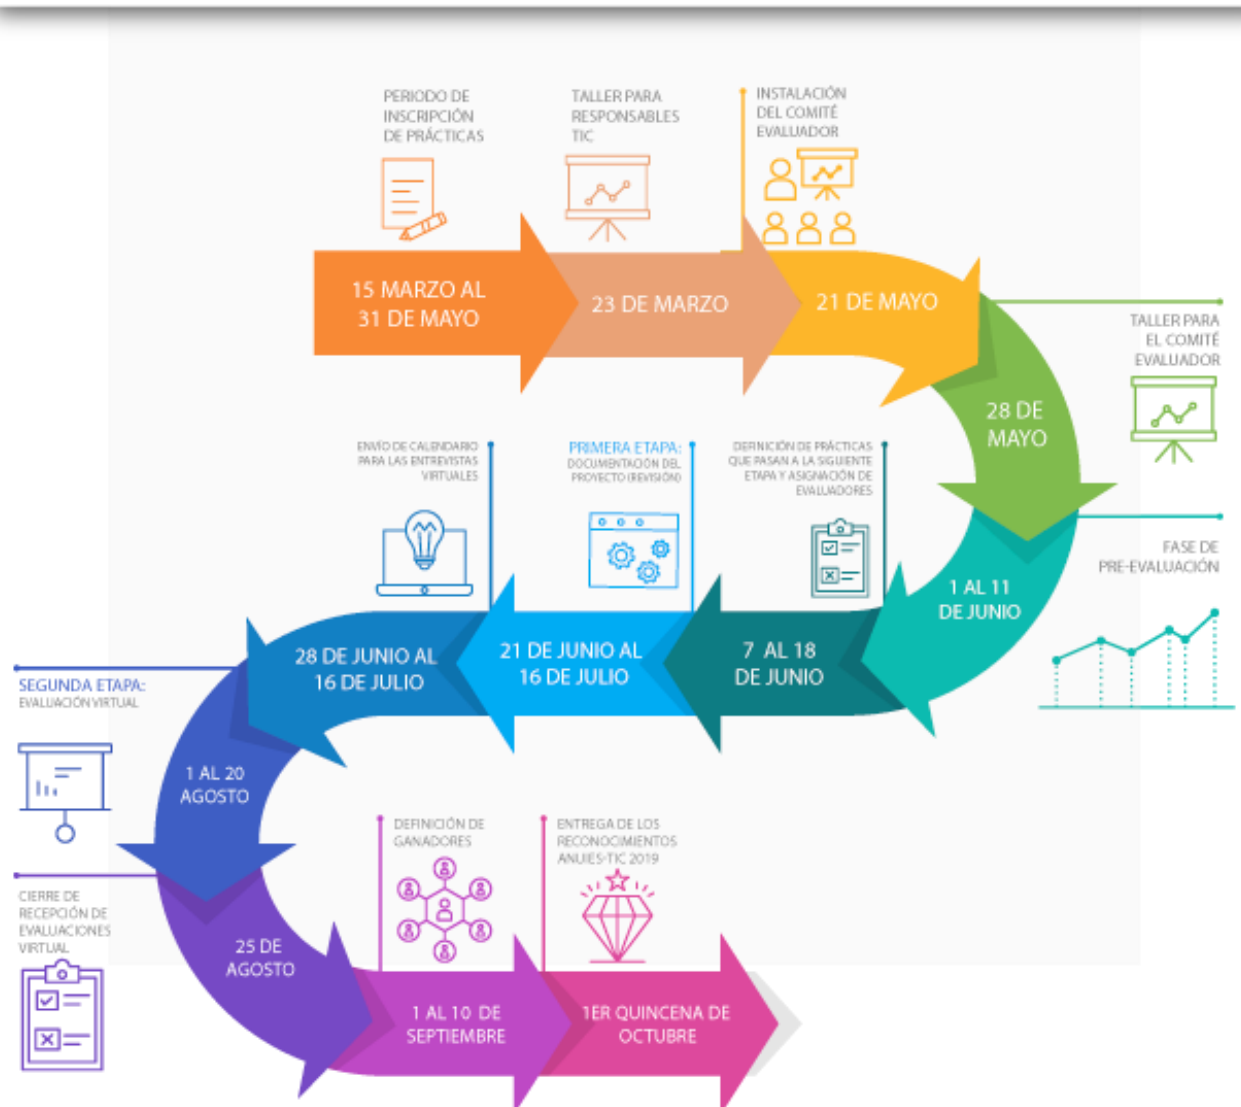 PERIODO DE
INSCRIPCIÓN
DE PRÁCTICAS
15 MARZO AL
31 DE MAYO
TALLER PARA
RESPONSABLES
TIC
23 DE MARZO
INSTALACIÓN
DEL COMITÉ
EVALUADOR
21 DE MAYO
TALLER PARA
EL COMITÉ
EVALUADOR
28 DE
MAYO
FASE DE
PRE-EVALUACIÓN
1 AL 11
DE JUNIO
DEFINICIÓN DE PRÁCTICAS
QUE PASAN A LA SIGUIENTE
ETAPA Y ASIGNACIÓN DE
EVALUADORES
7 AL 18
DE JUNIO
PRIMERA ETAPA:
DOCUMENTACIÓN DEL
PROYECTO (REVISIÓN)
21 DE JUNIO AL
16 DE JULIO
ENVÍO DE CALENDARIO
PARA LAS ENTREVISTAS
VIRTUALES
28 DE JUNIO AL
16 DE JULIO
SEGUNDA ETAPA:
EVALUACIÓN VIRTUAL
1 AL 20
AGOSTO
CIERRE DE
RECEPCIÓN DE
EVALUACIONES
VIRTUAL
25 DE
AGOSTO
DEFINICIÓN DE
GANADORES
1 AL 10 DE
SEPTIEMBRE
ENTREGA DE LOS
RECONOCIMIENTOS
ANUIES-TIC 2019
1ER QUINCENA DE
OCTUBRE